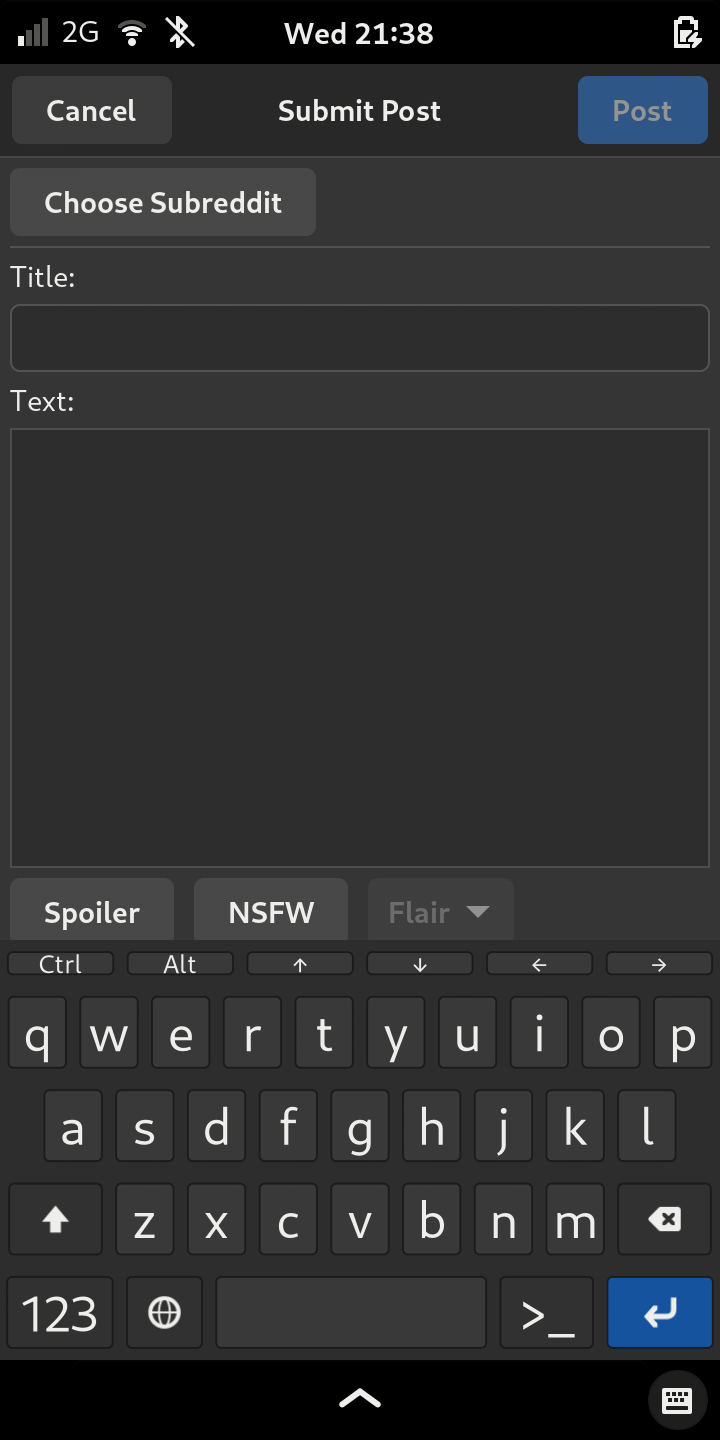 2G Wed 21:38
Cancel Submit Post Post
Choose Subreddit
Title:
Text:
Spoiler NSFW Flair
Ctrl Alt ↑ ↓ ← →
q w e r t y u i o p
a s d f g h j k l
z x c v b n m
123 >_